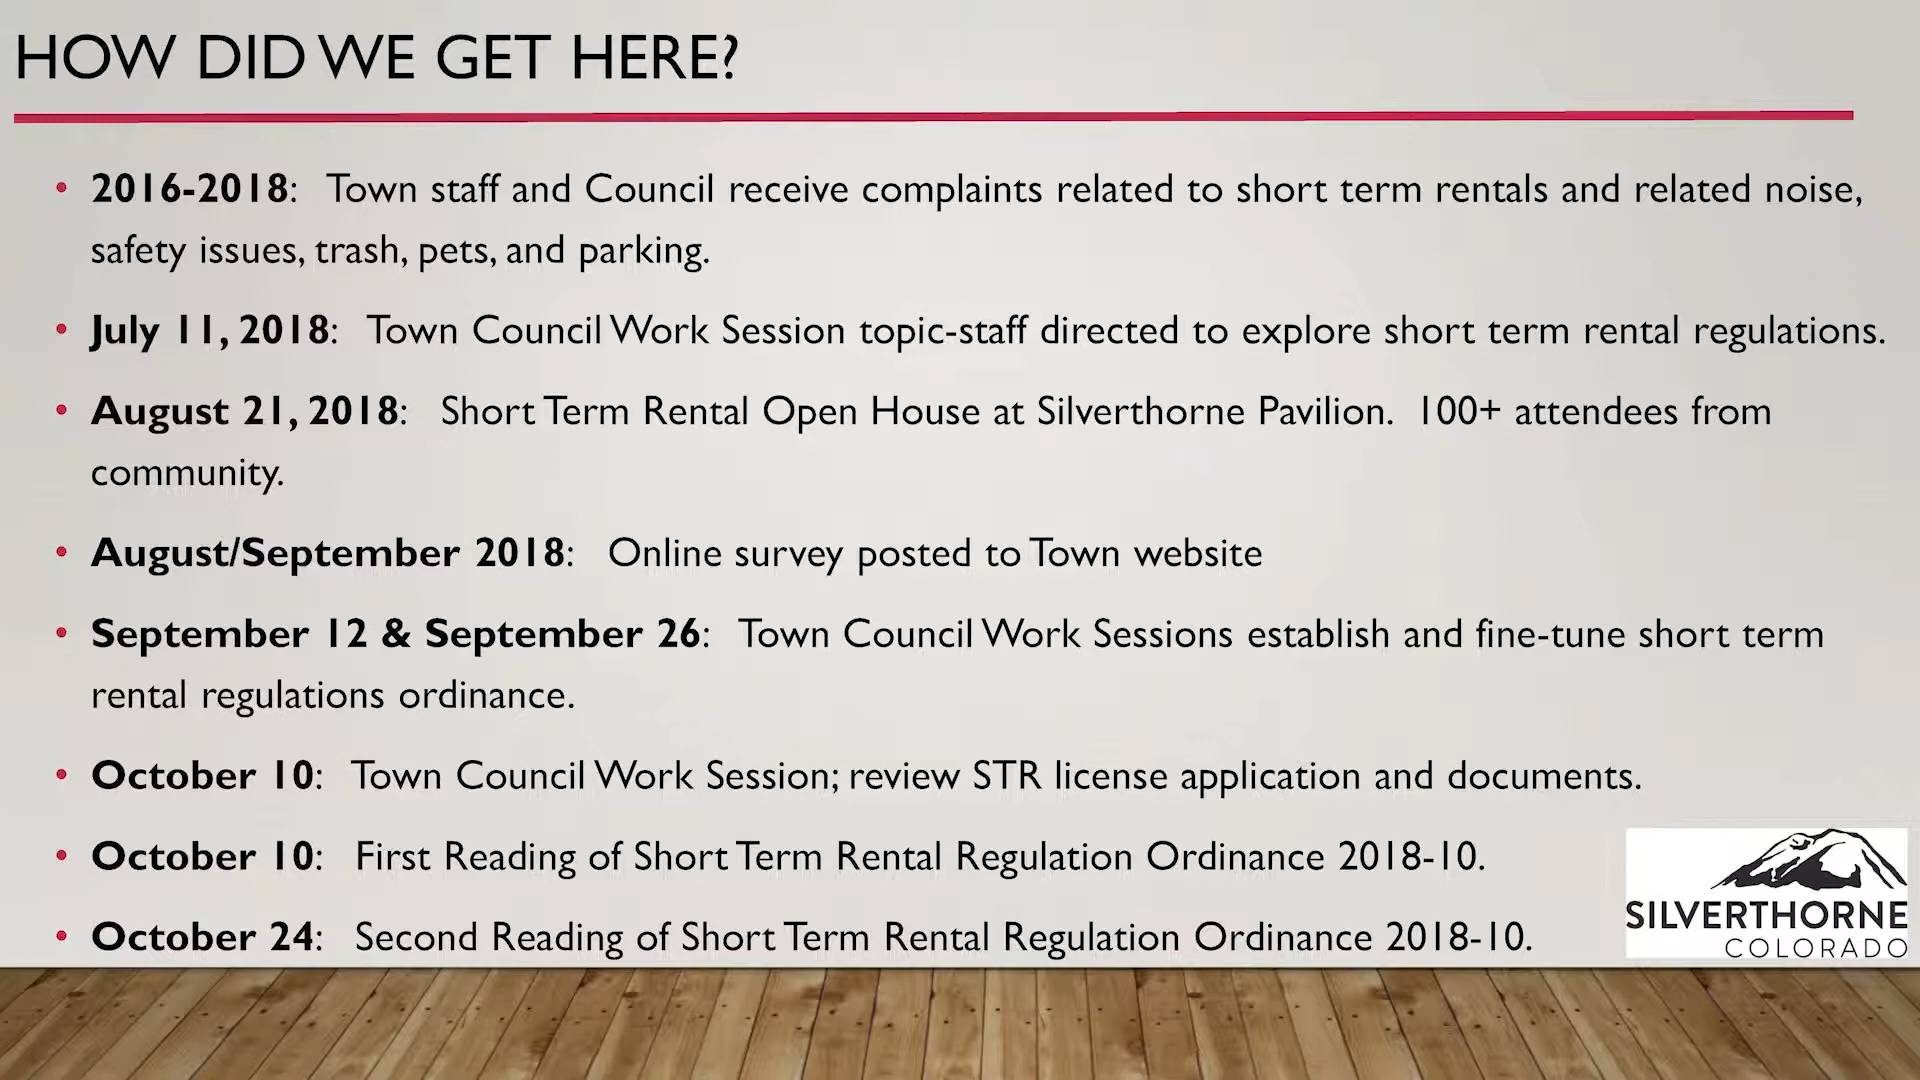 HOW DID WE GET HERE?
• 2016-2018: Town staff and Council receive complaints related to short term rentals and related noise,
safety issues, trash, pets, and parking.
• July 11, 2018: Town Council Work Session topic-staff directed to explore short term rental regulations.
• August 21, 2018: Short Term Rental Open House at Silverthorne Pavilion. 100+ attendees from
community.
• August/September 2018: Online survey posted to Town website
• September 12 & September 26: Town Council Work Sessions establish and fine-tune short term
rental regulations ordinance.
• October 10: Town Council Work Session; review STR license application and documents.
• October 10: First Reading of Short Term Rental Regulation Ordinance 2018-10.
• October 24: Second Reading of Short Term Rental Regulation Ordinance 2018-10.
SILVERTHORNE
COLORADO